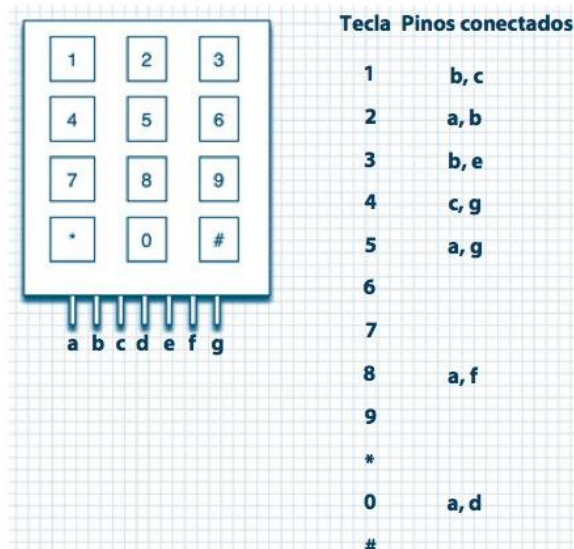 1 2 3
4 5 6
7 8 9
* 0 #
a b c d e f g
Tecla Pinos conectados
1 b, c
2 a, b
3 b, e
4 c, g
5 a, g
6
7
8 a, f
9
*
0 a, d
#